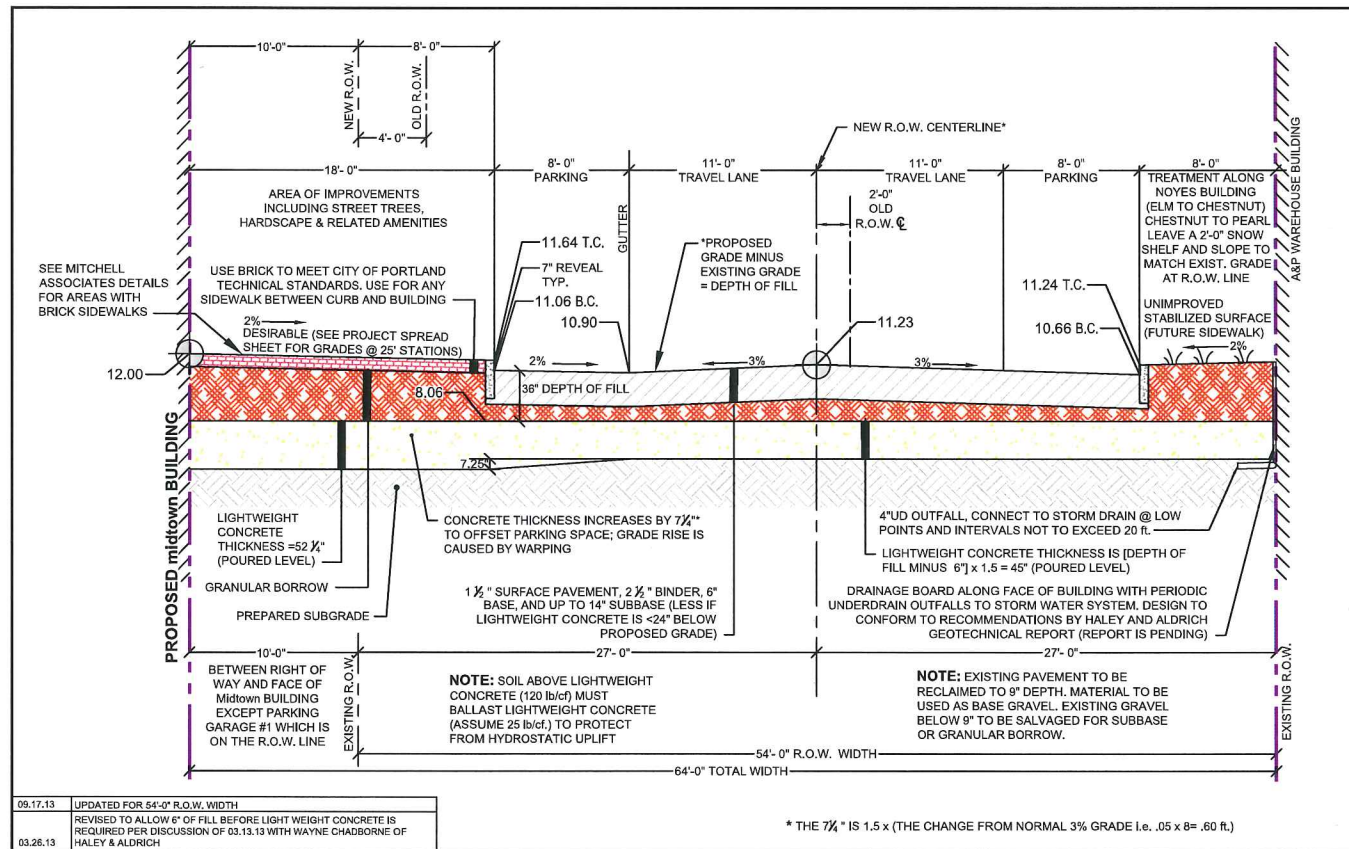 10'-0"
8'- 0"
NEW R.O.W.
OLD R.O.W.
4'- 0"
NEW R.O.W. CENTERLINE*
18'- 0"
8'- 0"
PARKING
11'- 0"
TRAVEL LANE
11'- 0"
TRAVEL LANE
8'- 0"
PARKING
8'- 0"
AREA OF IMPROVEMENTS
INCLUDING STREET TREES,
HARDSCAPE & RELATED AMENITIES
GUTTER
2'-0"
OLD
R.O.W. ℄
TREATMENT ALONG
NOYES BUILDING
(ELM TO CHESTNUT)
CHESTNUT TO PEARL
LEAVE A 2'-0" SNOW
SHELF AND SLOPE TO
MATCH EXIST. GRADE
AT R.O.W. LINE
A&P WAREHOUSE BUILDING
SEE MITCHELL
ASSOCIATES DETAILS
FOR AREAS WITH
BRICK SIDEWALKS
USE BRICK TO MEET CITY OF PORTLAND
TECHNICAL STANDARDS. USE FOR ANY
SIDEWALK BETWEEN CURB AND BUILDING
2%
DESIRABLE (SEE PROJECT SPREAD
SHEET FOR GRADES @ 25' STATIONS)
11.64 T.C.
7" REVEAL
TYP.
11.06 B.C.
10.90
*PROPOSED
GRADE MINUS
EXISTING GRADE
= DEPTH OF FILL
11.23
11.24 T.C.
10.66 B.C.
UNIMPROVED
STABILIZED SURFACE
(FUTURE SIDEWALK)
2%
12.00
2%
3%
3%
36" DEPTH OF FILL
8.06
7.25"
PROPOSED midtown BUILDING
LIGHTWEIGHT
CONCRETE
THICKNESS =52 ¼"
(POURED LEVEL)
GRANULAR BORROW
PREPARED SUBGRADE
CONCRETE THICKNESS INCREASES BY 7¼"*
TO OFFSET PARKING SPACE; GRADE RISE IS
CAUSED BY WARPING
1 ½ " SURFACE PAVEMENT, 2 ½ " BINDER, 6"
BASE, AND UP TO 14" SUBBASE (LESS IF
LIGHTWEIGHT CONCRETE IS <24" BELOW
PROPOSED GRADE)
4"UD OUTFALL, CONNECT TO STORM DRAIN @ LOW
POINTS AND INTERVALS NOT TO EXCEED 20 ft.
LIGHTWEIGHT CONCRETE THICKNESS IS [DEPTH OF
FILL MINUS 6"] x 1.5 = 45" (POURED LEVEL)
DRAINAGE BOARD ALONG FACE OF BUILDING WITH PERIODIC
UNDERDRAIN OUTFALLS TO STORM WATER SYSTEM. DESIGN TO
CONFORM TO RECOMMENDATIONS BY HALEY AND ALDRICH
GEOTECHNICAL REPORT (REPORT IS PENDING)
10'-0"
27'- 0"
27'- 0"
BETWEEN RIGHT OF
WAY AND FACE OF
Midtown BUILDING
EXCEPT PARKING
GARAGE #1 WHICH IS
ON THE R.O.W. LINE
EXISTING R.O.W.
NOTE: SOIL ABOVE LIGHTWEIGHT
CONCRETE (120 lb/cf) MUST
BALLAST LIGHTWEIGHT CONCRETE
(ASSUME 25 lb/cf.) TO PROTECT
FROM HYDROSTATIC UPLIFT
NOTE: EXISTING PAVEMENT TO BE
RECLAIMED TO 9" DEPTH. MATERIAL TO BE
USED AS BASE GRAVEL. EXISTING GRAVEL
BELOW 9" TO BE SALVAGED FOR SUBBASE
OR GRANULAR BORROW.
EXISTING R.O.W.
54'- 0" R.O.W. WIDTH
64'-0" TOTAL WIDTH
09.17.13 UPDATED FOR 54'-0" R.O.W. WIDTH
REVISED TO ALLOW 6" OF FILL BEFORE LIGHT WEIGHT CONCRETE IS
REQUIRED PER DISCUSSION OF 03.13.13 WITH WAYNE CHADBORNE OF
03.26.13 HALEY & ALDRICH
* THE 7¼ " IS 1.5 x (THE CHANGE FROM NORMAL 3% GRADE i.e. .05 x 8= .60 ft.)